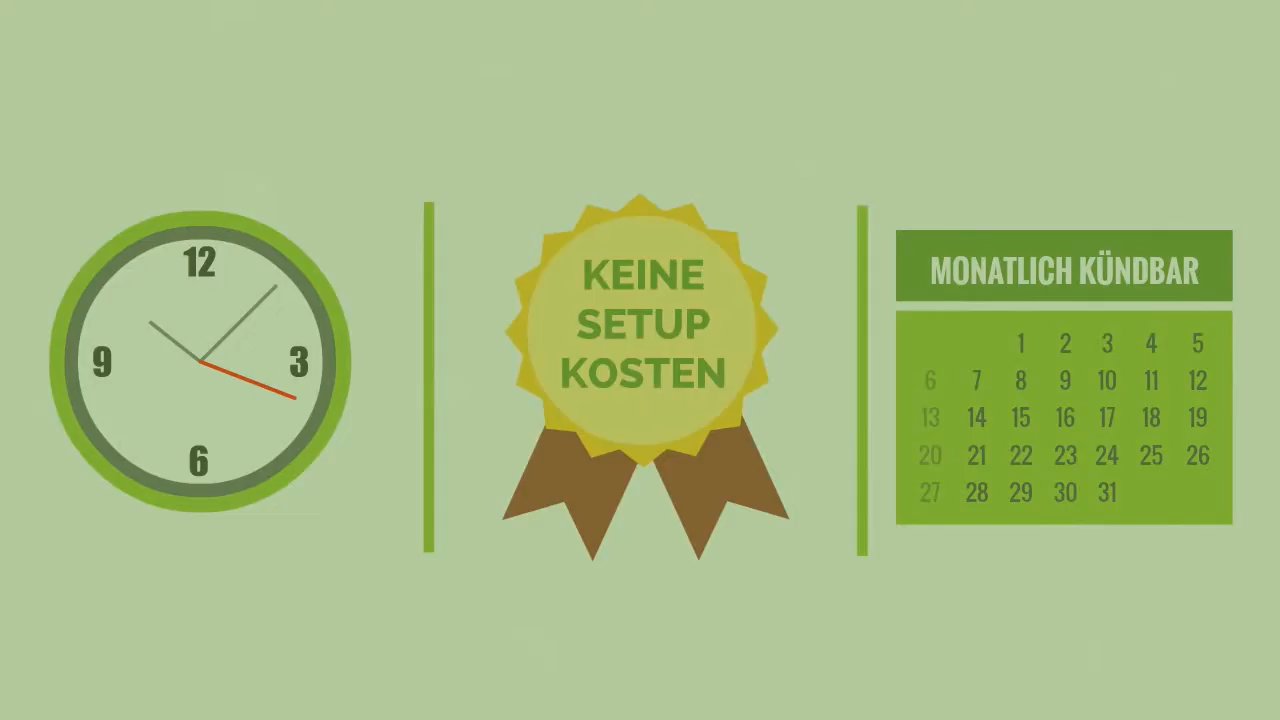 12
9 3
6
KEINE
SETUP
KOSTEN
MONATLICH KÜNDBAR
1 2 3 4 5
6 7 8 9 10 11 12
13 14 15 16 17 18 19
20 21 22 23 24 25 26
27 28 29 30 31